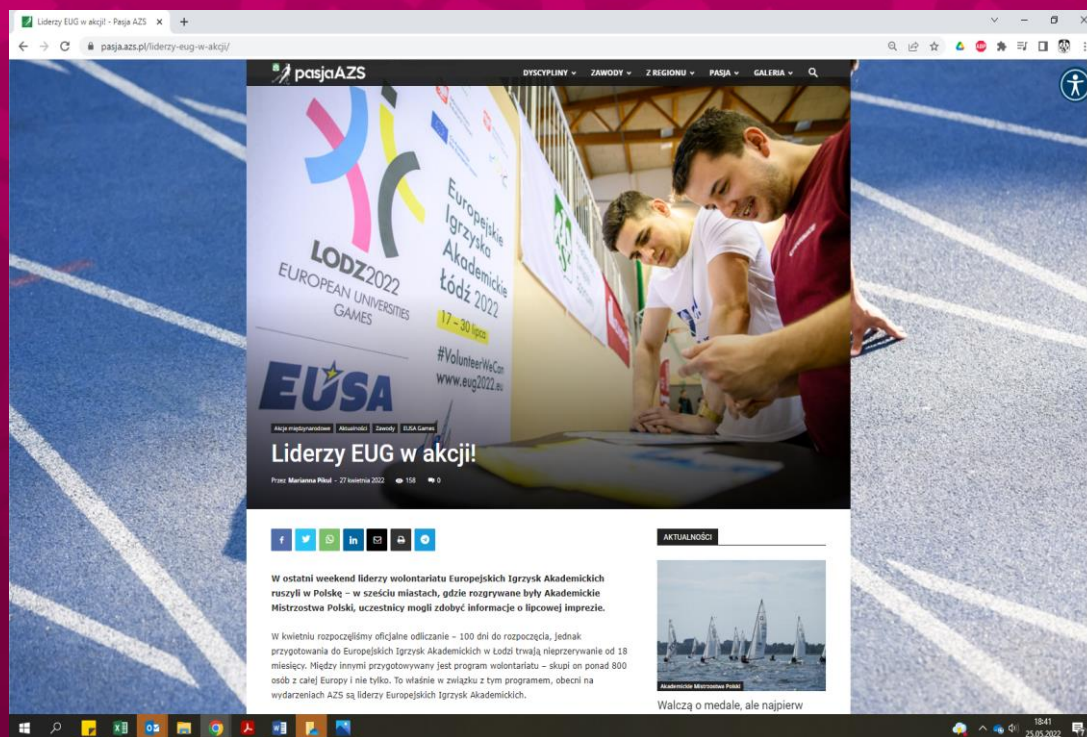 Liderzy EUG w akcji! - Pasja AZS
pasja.azs.pl/liderzy-eug-w-akcji/
pasjaAZS
DYSCYPLINY
ZAWODY
Z REGIONU
PASJA
GALERIA
LODZ2022
EUROPEAN UNIVERSITIES
GAMES
Europejskie
Igrzyska
Akademickie
Łódź 2022
17 – 30 lipca
#VolunteerWeCan
www.eug2022.eu
EUSA
Akcje międzynarodowe
Aktualności
Zawody
EUSA Games
Liderzy EUG w akcji!
Przez Marianna Pikul - 27 kwietnia 2022 158 0
AKTUALNOŚCI
W ostatni weekend liderzy wolontariatu Europejskich Igrzysk Akademickich
ruszyli w Polskę – w sześciu miastach, gdzie rozgrywane były Akademickie
Mistrzostwa Polski, uczestnicy mogli zdobyć informacje o lipcowej imprezie.
W kwietniu rozpoczęliśmy oficjalne odliczanie – 100 dni do rozpoczęcia, jednak
przygotowania do Europejskich Igrzysk Akademickich w Łodzi trwają nieprzerywanie od 18
miesięcy. Między innymi przygotowywany jest program wolontariatu – skupi on ponad 800
osób z całej Europy i nie tylko. To właśnie w związku z tym programem, obecni na
wydarzeniach AZS są liderzy Europejskich Igrzysk Akademickich.
Akademickie Mistrzostwa Polski
Walczą o medale, ale najpierw
18:41
25.05.2022